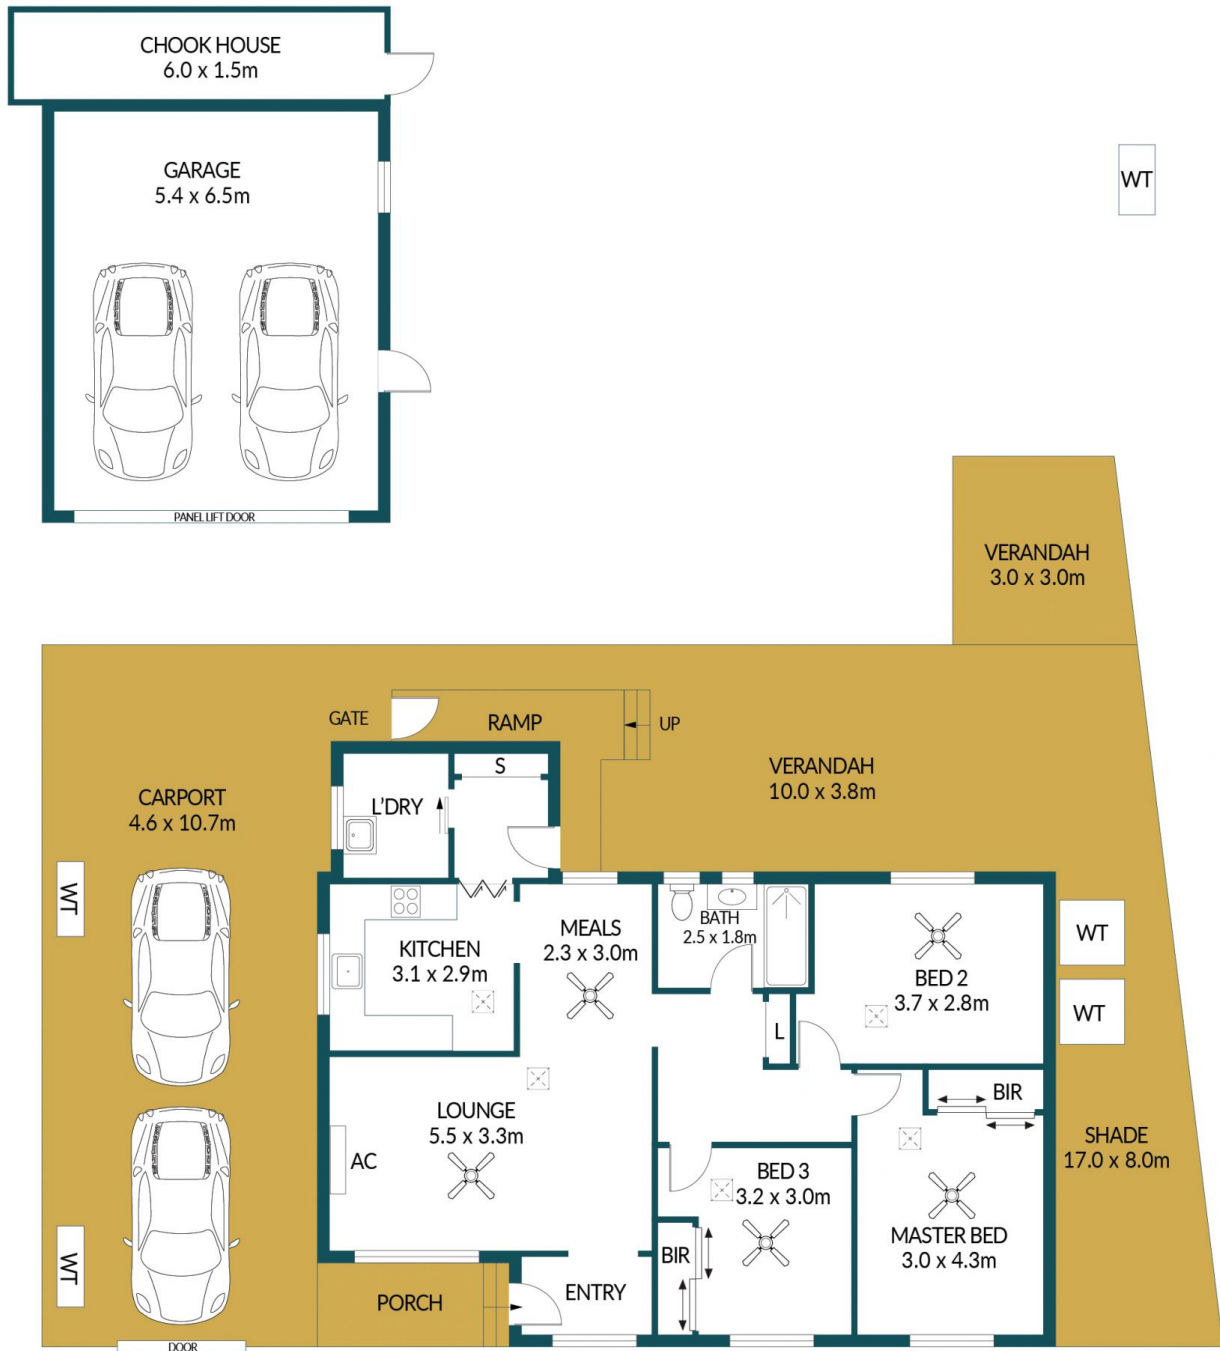 CHOOK HOUSE
6.0 x 1.5m
GARAGE
5.4 x 6.5m
WT
PANEL LIFT DOOR
VERANDAH
3.0 x 3.0m
GATE
RAMP
UP
S
VERANDAH
10.0 x 3.8m
CARPORT
4.6 x 10.7m
L'DRY
WT
KITCHEN
3.1 x 2.9m
MEALS
2.3 x 3.0m
BATH
2.5 x 1.8m
BED 2
3.7 x 2.8m
WT
WT
L
LOUNGE
5.5 x 3.3m
AC
BED 3
3.2 x 3.0m
BIR
SHADE
17.0 x 8.0m
MASTER BED
3.0 x 4.3m
BIR
WT
PORCH
ENTRY
DOOR